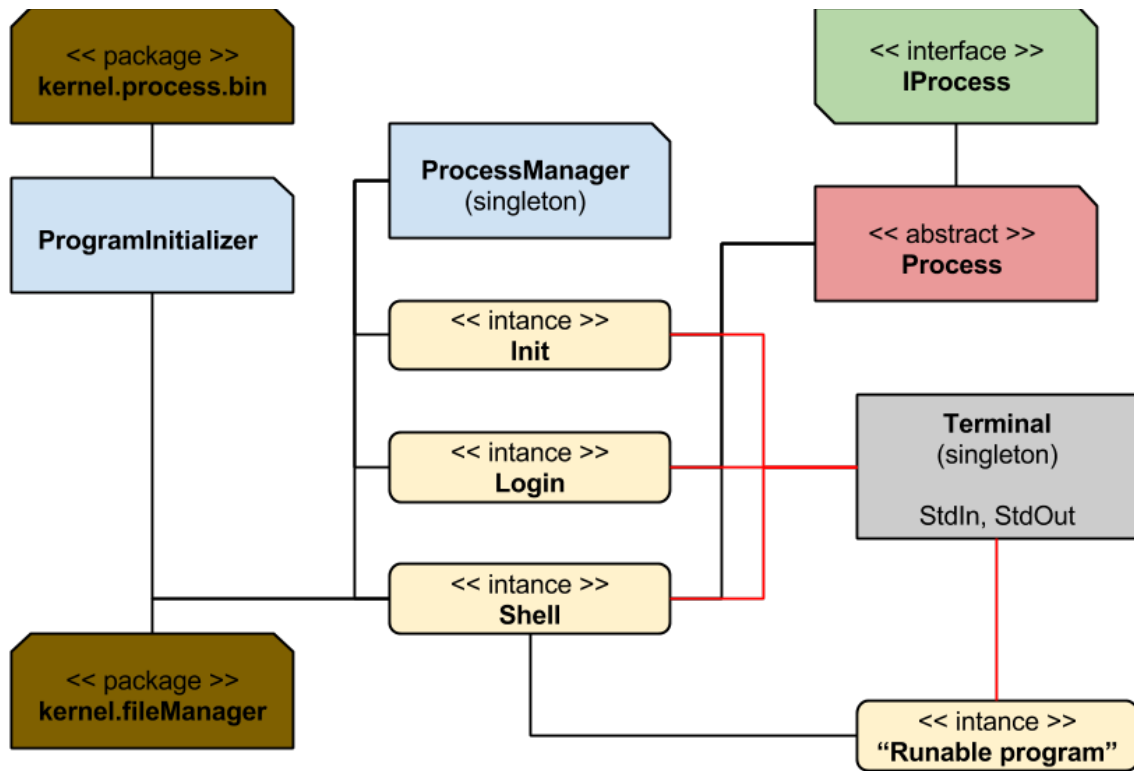 << package >>
kernel.process.bin
<< interface >>
IProcess
ProcessManager
(singleton)
ProgramInitializer
<< abstract >>
Process
<< intance >>
Init
Terminal
(singleton)
StdIn, StdOut
<< intance >>
Login
<< intance >>
Shell
<< package >>
kernel.fileManager
<< intance >>
“Runable program”